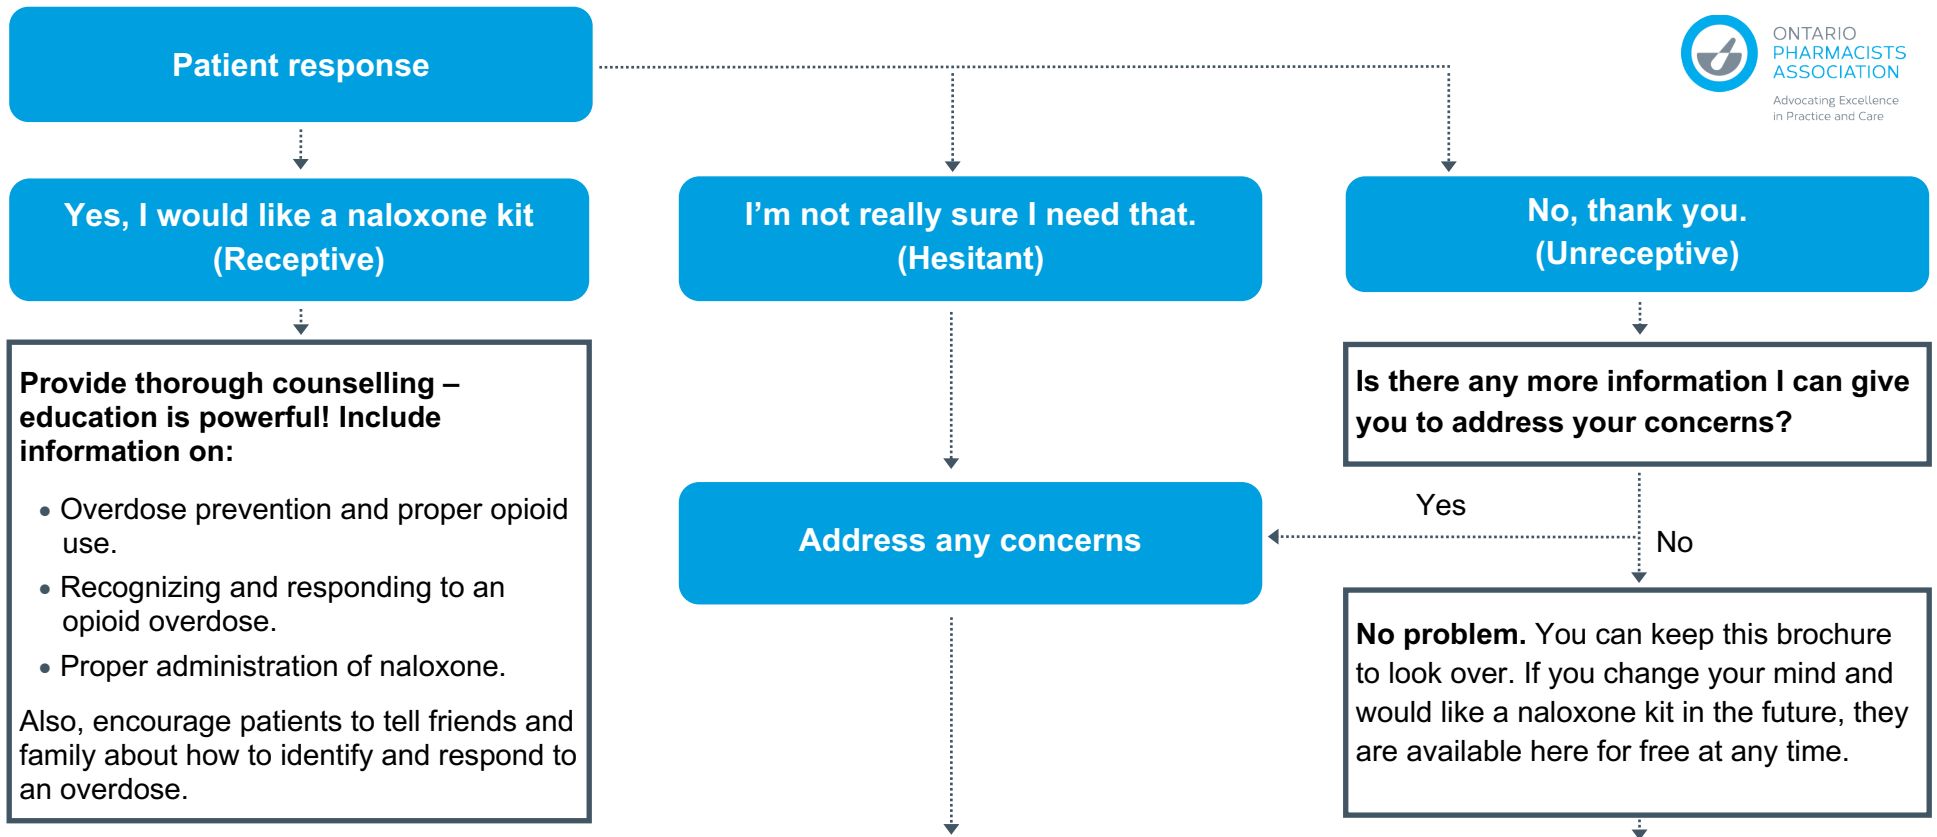 Patient response
ONTARIO
PHARMACISTS
ASSOCIATION
Advocating Excellence
in Practice and Care
Yes, I would like a naloxone kit
(Receptive)
I’m not really sure I need that.
(Hesitant)
No, thank you.
(Unreceptive)
Provide thorough counselling –
education is powerful! Include
information on:
• Overdose prevention and proper opioid
use.
• Recognizing and responding to an
opioid overdose.
• Proper administration of naloxone.
Also, encourage patients to tell friends and
family about how to identify and respond to
an overdose.
Address any concerns
Is there any more information I can give
you to address your concerns?
Yes
No
No problem. You can keep this brochure
to look over. If you change your mind and
would like a naloxone kit in the future, they
are available here for free at any time.